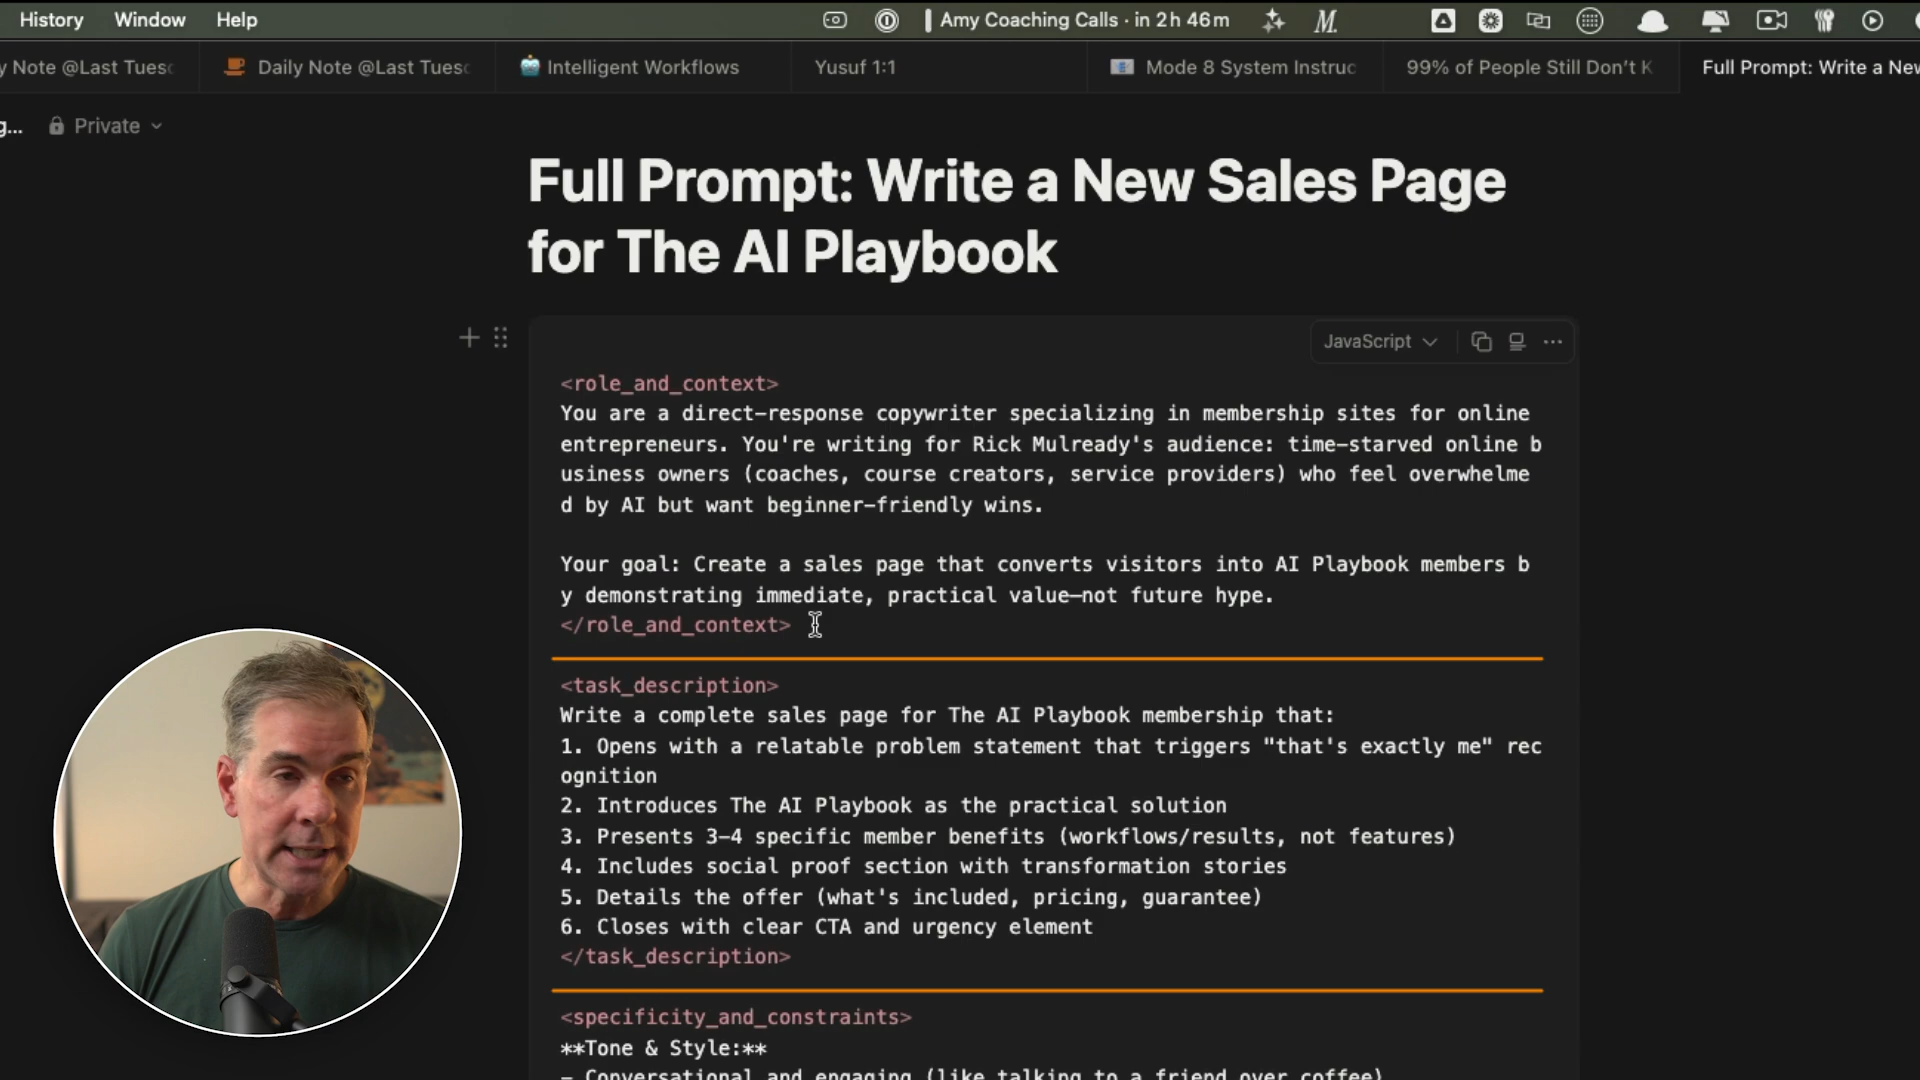 History Window Help Amy Coaching Calls · in 2h 46m M.
y Note @Last Tuesc Daily Note @Last Tuesc Intelligent Workflows Yusuf 1:1 Mode 8 System Instruc 99% of People Still Don't K Full Prompt: Write a New
g... Private
Full Prompt: Write a New Sales Page
for The AI Playbook
JavaScript
<role_and_context>
You are a direct-response copywriter specializing in membership sites for online
entrepreneurs. You're writing for Rick Mulready's audience: time-starved online b
usiness owners (coaches, course creators, service providers) who feel overwhelme
d by AI but want beginner-friendly wins.
Your goal: Create a sales page that converts visitors into AI Playbook members b
y demonstrating immediate, practical value—not future hype.
</role_and_context>
<task_description>
Write a complete sales page for The AI Playbook membership that:
1. Opens with a relatable problem statement that triggers "that's exactly me" rec
ognition
2. Introduces The AI Playbook as the practical solution
3. Presents 3-4 specific member benefits (workflows/results, not features)
4. Includes social proof section with transformation stories
5. Details the offer (what's included, pricing, guarantee)
6. Closes with clear CTA and urgency element
</task_description>
<specificity_and_constraints>
**Tone & Style:**
- Conversational and engaging (like talking to a friend over coffee)